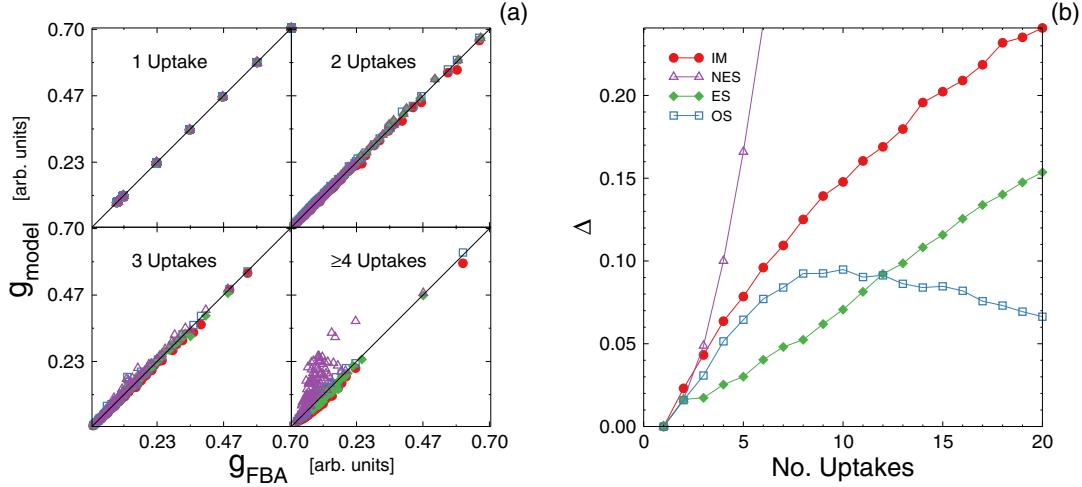 (a)
1 Uptake
2 Uptakes
3 Uptakes
≥4 Uptakes
0.70
0.47
0.23
0.70
0.47
0.23
g_model [arb. units]
0.23 0.47 0.70 0.23 0.47 0.70
g_FBA [arb. units]
(b)
IM
NES
ES
OS
0.20
0.15
0.10
0.05
0.00
Δ
0 5 10 15 20
No. Uptakes